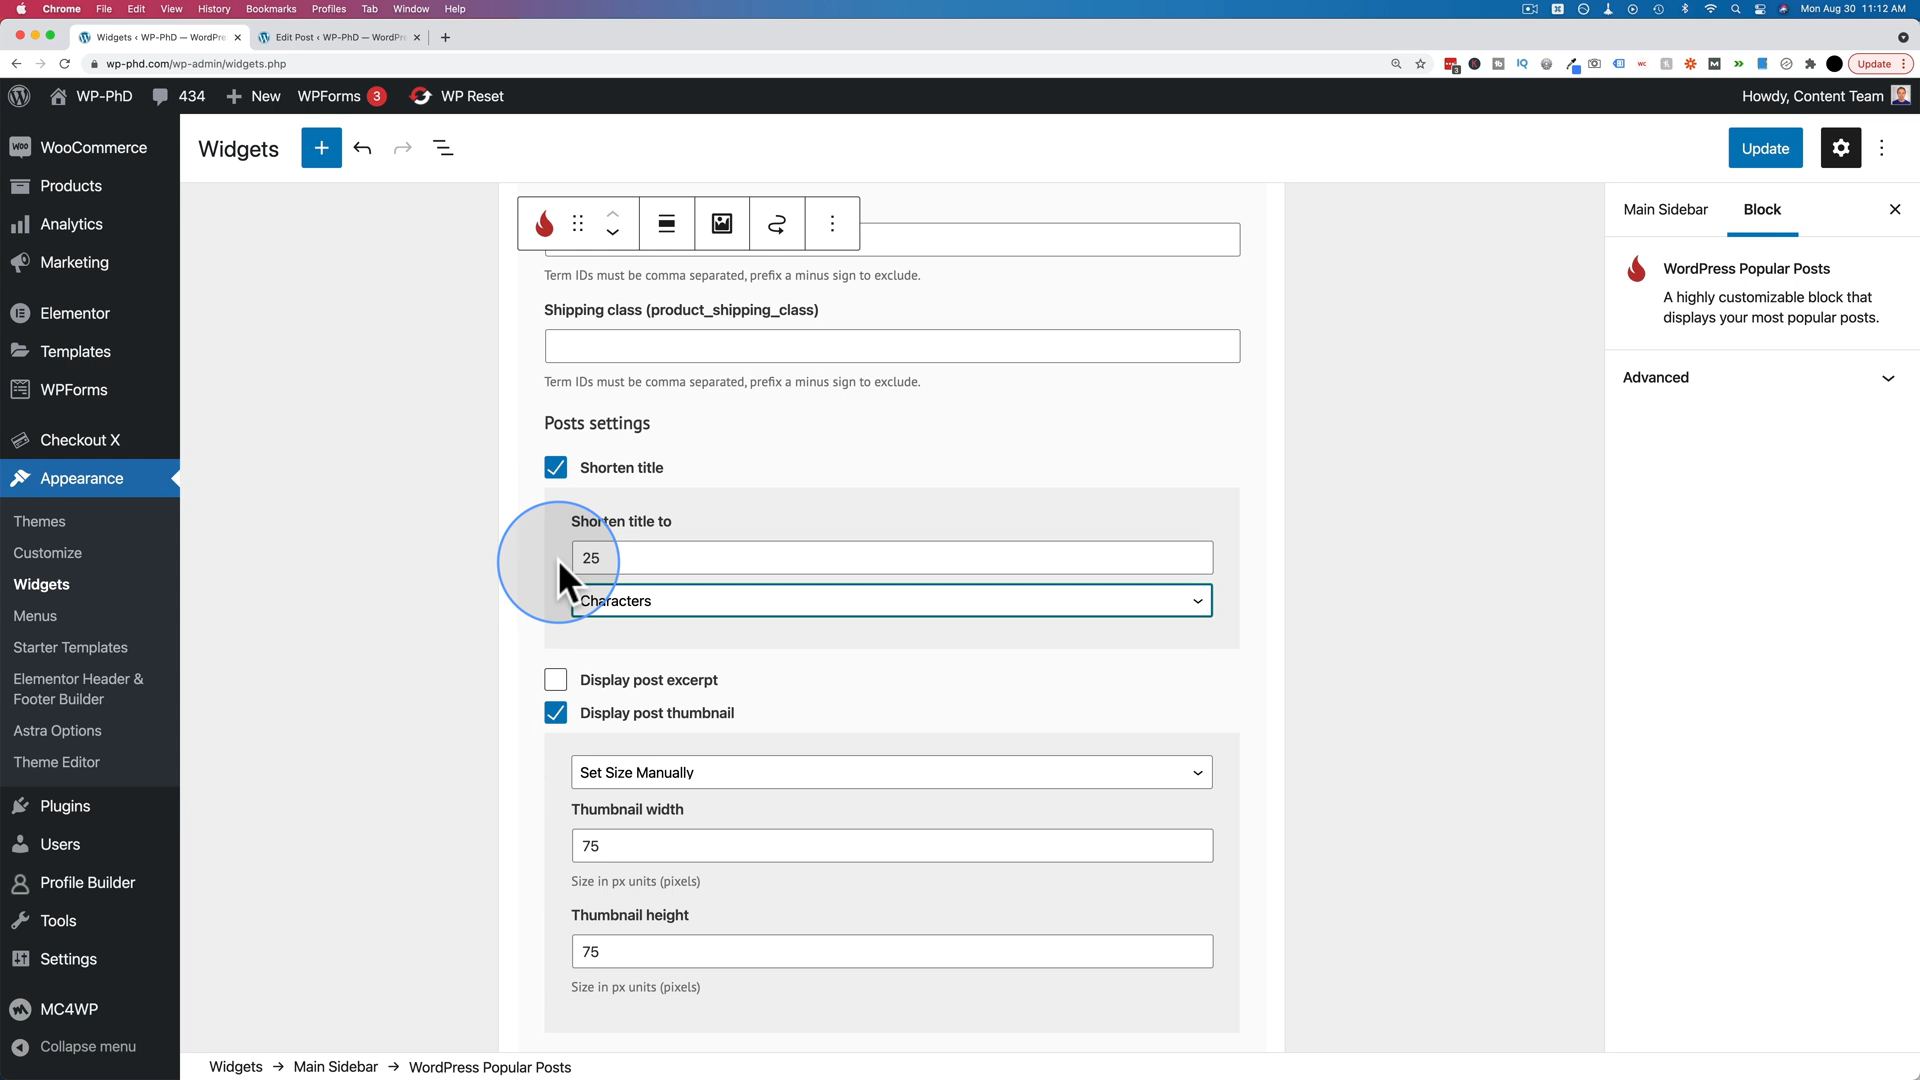 Chrome File Edit View History Bookmarks Profiles Tab Window Help
Mon Aug 30 11:12 AM
Widgets ‹ WP-PhD — WordPre
Edit Post ‹ WP-PhD — WordPr
wp-phd.com/wp-admin/widgets.php
Update
WP-PhD 434 New WPForms 3 WP Reset
Howdy, Content Team
WooCommerce
Products
Analytics
Marketing
Elementor
Templates
WPForms
Checkout X
Appearance
Themes
Customize
Widgets
Menus
Starter Templates
Elementor Header &
Footer Builder
Astra Options
Theme Editor
Plugins
Users
Profile Builder
Tools
Settings
MC4WP
Collapse menu
Widgets
Update
Term IDs must be comma separated, prefix a minus sign to exclude.
Shipping class (product_shipping_class)
Term IDs must be comma separated, prefix a minus sign to exclude.
Posts settings
Shorten title
Shorten title to
25
Characters
Display post excerpt
Display post thumbnail
Set Size Manually
Thumbnail width
75
Size in px units (pixels)
Thumbnail height
75
Size in px units (pixels)
Main Sidebar Block
WordPress Popular Posts
A highly customizable block that
displays your most popular posts.
Advanced
Widgets → Main Sidebar → WordPress Popular Posts